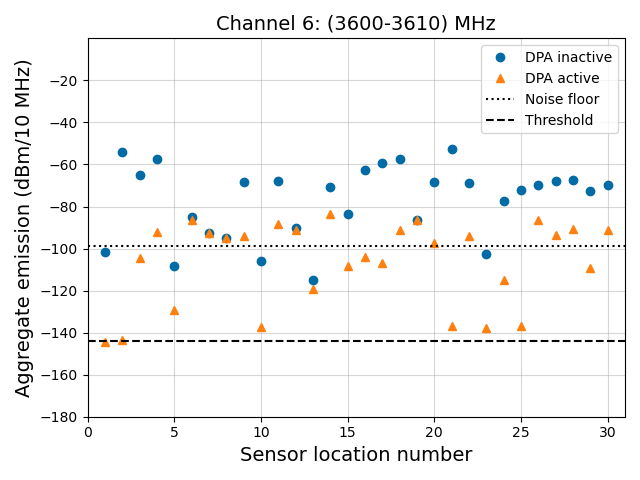 Channel 6: (3600-3610) MHz
Aggregate emission (dBm/10 MHz)
−20
−40
−60
−80
−100
−120
−140
−160
−180
DPA inactive
DPA active
Noise floor
Threshold
0 5 10 15 20 25 30
Sensor location number